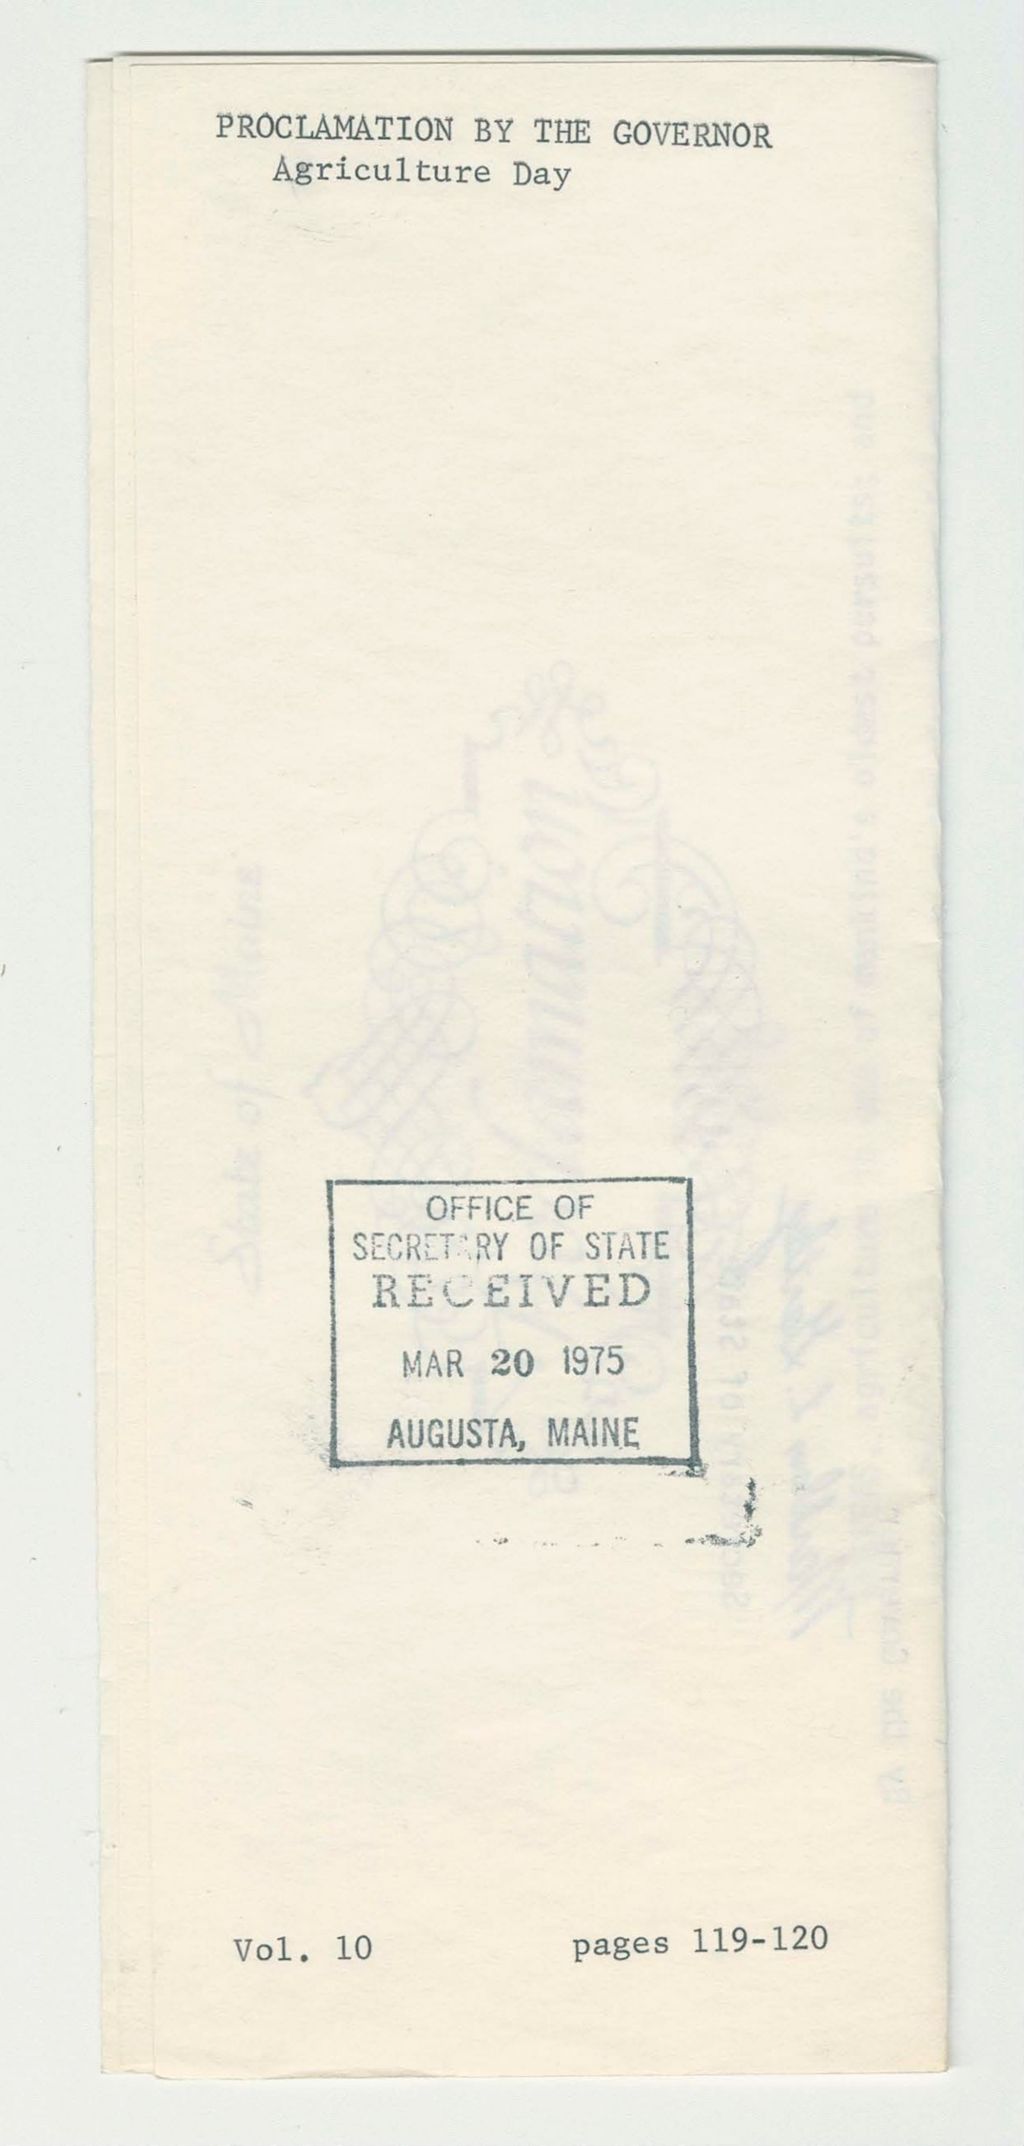 PROCLAMATION BY THE GOVERNOR
Agriculture Day
OFFICE OF
SECRETARY OF STATE
RECEIVED
MAR 20 1975
AUGUSTA, MAINE
Vol. 10 pages 119-120